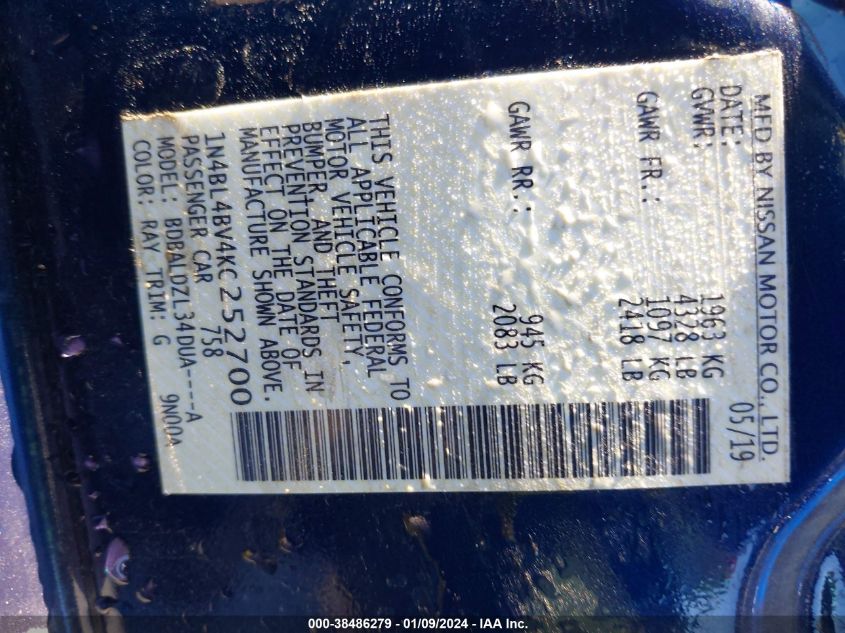 MFD BY NISSAN MOTOR CO., LTD.
DATE: 05/19
GVWR: 1963 KG
4328 LB
GAWR FR.: 1097 KG
2418 LB
GAWR RR.: 945 KG
2083 LB
THIS VEHICLE CONFORMS TO
ALL APPLICABLE FEDERAL
MOTOR VEHICLE SAFETY,
BUMPER, AND THEFT
PREVENTION STANDARDS IN
EFFECT ON THE DATE OF
MANUFACTURE SHOWN ABOVE.
1N4BL4BV4KC252700
PASSENGER CAR 758
MODEL: BDBALDZL34DUA----A
COLOR: RAY TRIM: G 9N00A
000-38486279 - 01/09/2024 - IAA Inc.